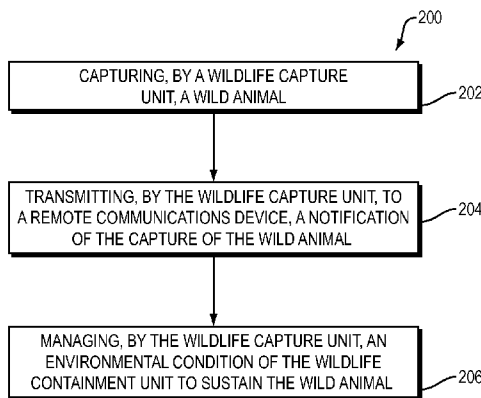 200
CAPTURING, BY A WILDLIFE CAPTURE
UNIT, A WILD ANIMAL
202
TRANSMITTING, BY THE WILDLIFE CAPTURE UNIT, TO
A REMOTE COMMUNICATIONS DEVICE, A NOTIFICATION
OF THE CAPTURE OF THE WILD ANIMAL
204
MANAGING, BY THE WILDLIFE CAPTURE UNIT, AN
ENVIRONMENTAL CONDITION OF THE WILDLIFE
CONTAINMENT UNIT TO SUSTAIN THE WILD ANIMAL
206